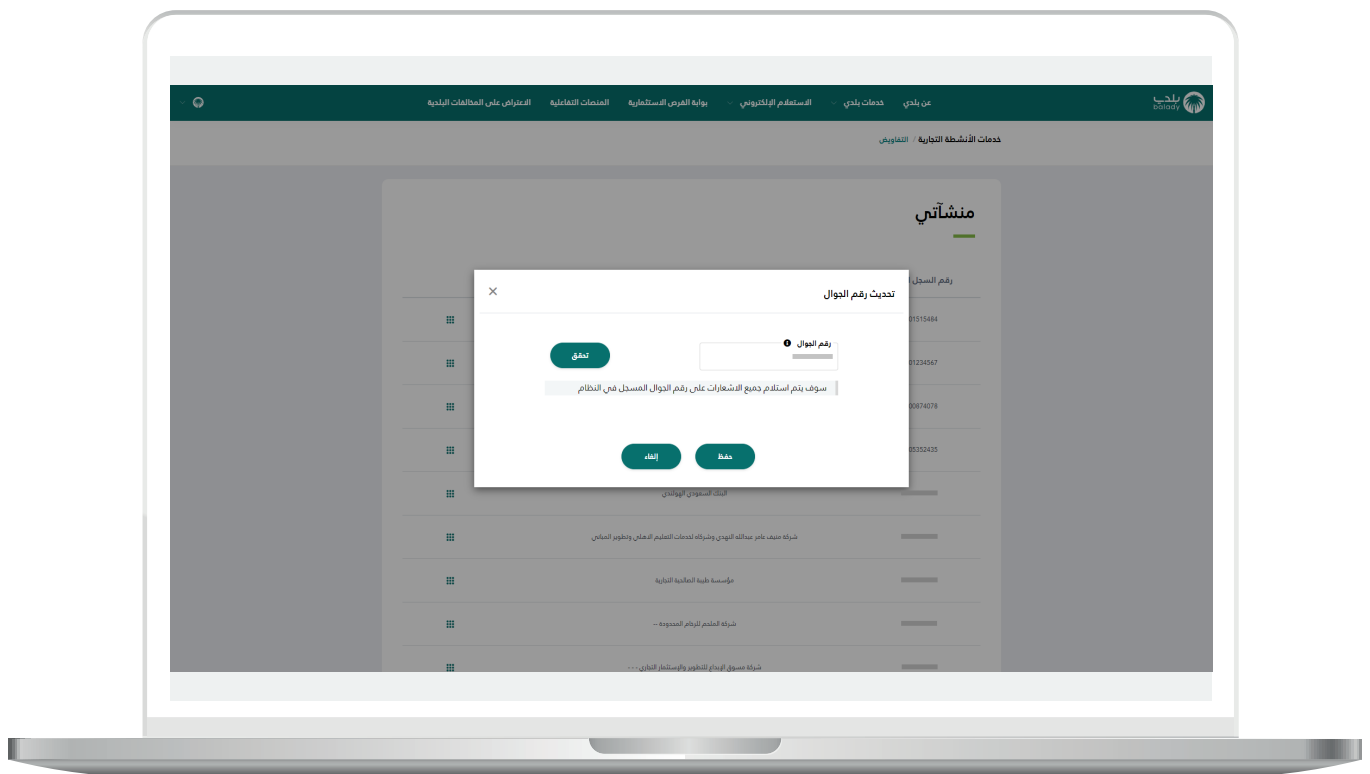 بلدي
balady
عن بلدي
خدمات بلدي
الاستعلام الإلكتروني
بوابة الفرص الاستثمارية
المنصات التفاعلية
الاعتراض على المخالفات البلدية
خدمات الأنشطة التجارية / التفاويض
منشآتي
رقم السجل
تحديث رقم الجوال
×
رقم الجوال
تحقق
سوف يتم استلام جميع الاشعارات على رقم الجوال المسجل في النظام
حفظ
إلغاء
01515484
01234567
00874078
05352435
البنك السعودي الهولندي
شركة منيف عامر عبدالله النهدي وشركاه لخدمات التعليم الاهلي وتطوير المباني
مؤسسة طيبة الصالحية التجارية
شركة الملحم للرخام المحدودة --
شركة مسوق الإبداع للتطوير والإستثمار التجاري - - -